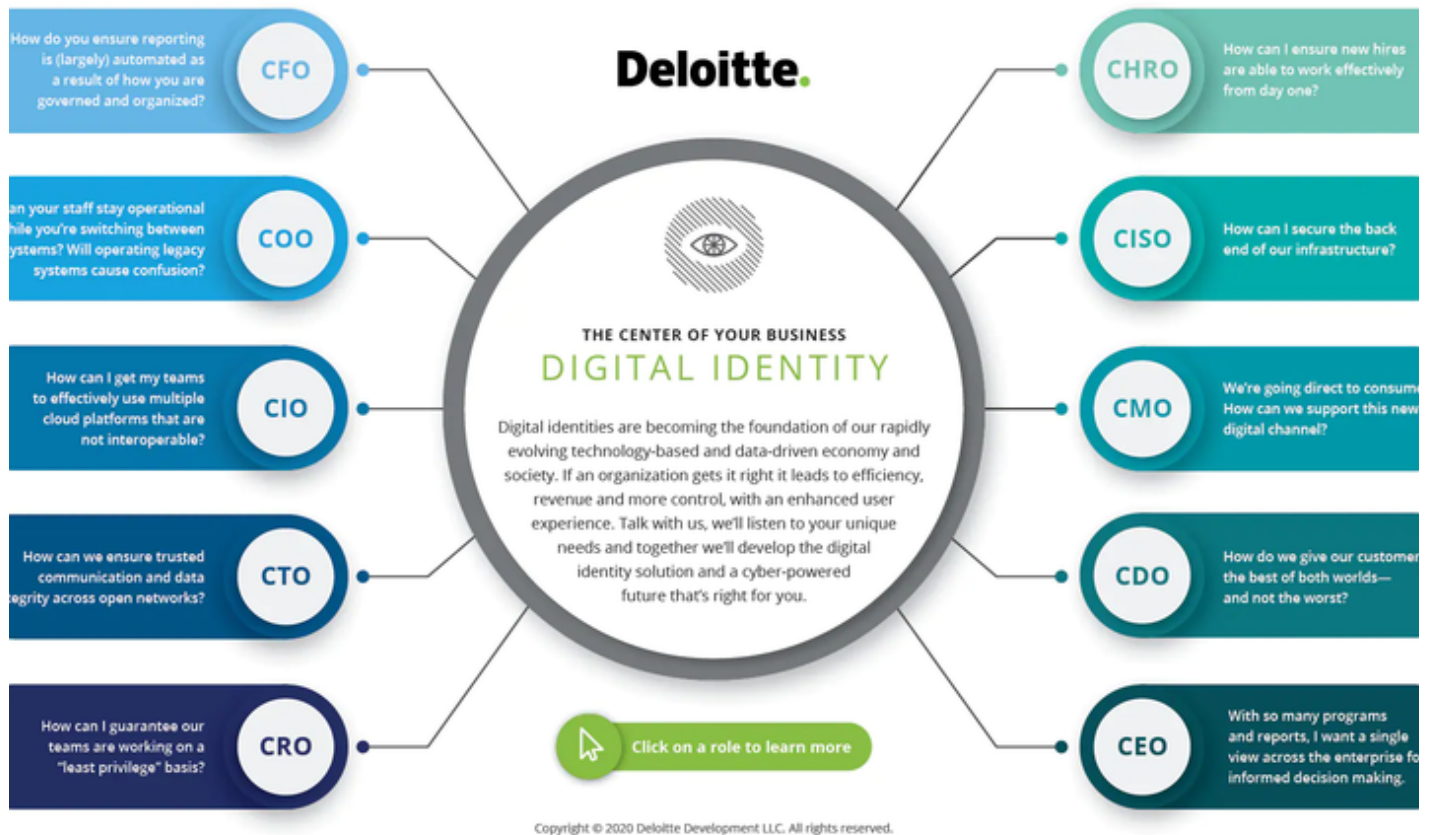 Deloitte.
How do you ensure reporting
is (largely) automated as
a result of how you are
governed and organized?
CFO
an your staff stay operational
hile you're switching between
ystems? Will operating legacy
systems cause confusion?
COO
How can I get my teams
to effectively use multiple
cloud platforms that are
not interoperable?
CIO
How can we ensure trusted
communication and data
tegrity across open networks?
CTO
How can I guarantee our
teams are working on a
"least privilege" basis?
CRO
THE CENTER OF YOUR BUSINESS
DIGITAL IDENTITY
Digital identities are becoming the foundation of our rapidly
evolving technology-based and data-driven economy and
society. If an organization gets it right it leads to efficiency,
revenue and more control, with an enhanced user
experience. Talk with us, we'll listen to your unique
needs and together we'll develop the digital
identity solution and a cyber-powered
future that's right for you.
Click on a role to learn more
CHRO
How can I ensure new hires
are able to work effectively
from day one?
CISO
How can I secure the back
end of our infrastructure?
CMO
We're going direct to consume
How can we support this new
digital channel?
CDO
How do we give our customer
the best of both worlds—
and not the worst?
CEO
With so many programs
and reports, I want a single
view across the enterprise fo
informed decision making.
Copyright © 2020 Deloitte Development LLC. All rights reserved.